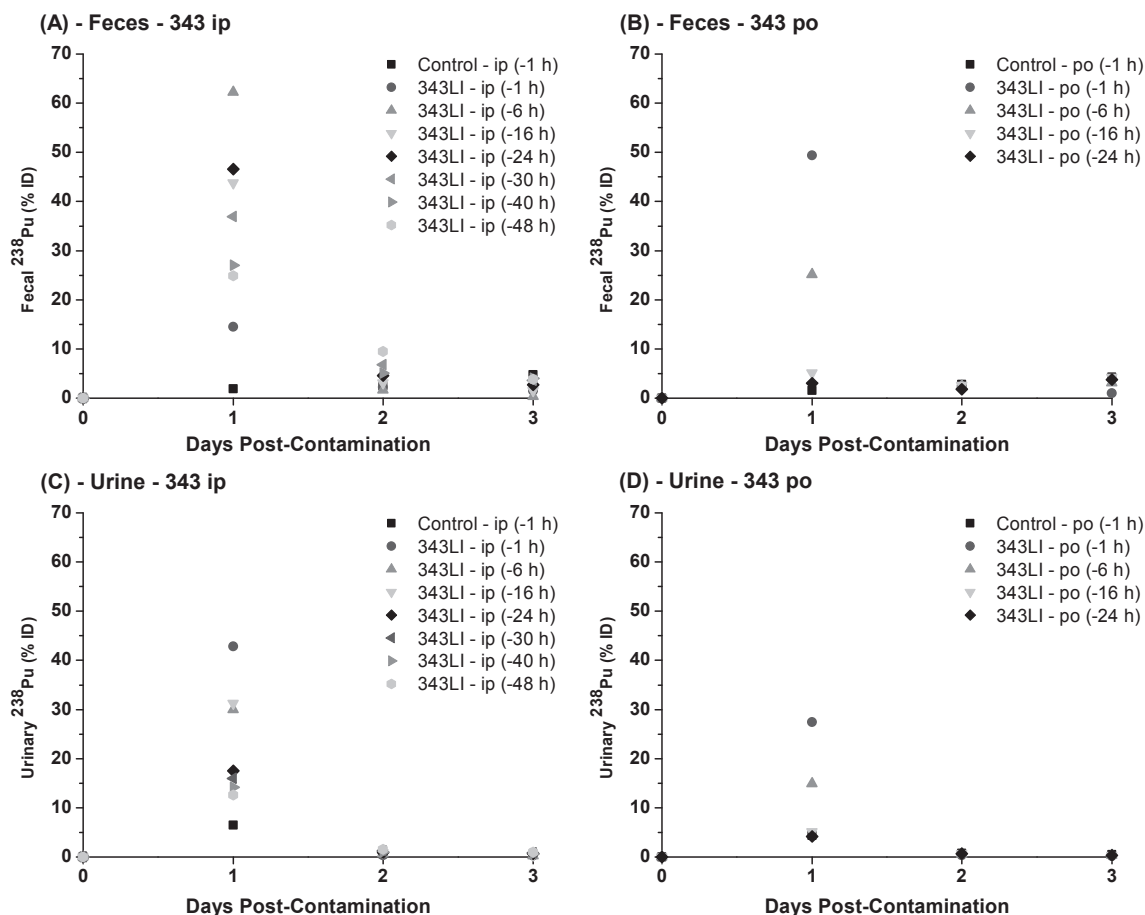 (A) - Feces - 343 ip
70
60
50
40
30
20
10
0
Fecal ²³⁸Pu (% ID)
0 1 2 3
Days Post-Contamination
Control - ip (-1 h)
343LI - ip (-1 h)
343LI - ip (-6 h)
343LI - ip (-16 h)
343LI - ip (-24 h)
343LI - ip (-30 h)
343LI - ip (-40 h)
343LI - ip (-48 h)
(B) - Feces - 343 po
70
60
50
40
30
20
10
0
Fecal ²³⁸Pu (% ID)
0 1 2 3
Days Post-Contamination
Control - po (-1 h)
343LI - po (-1 h)
343LI - po (-6 h)
343LI - po (-16 h)
343LI - po (-24 h)
(C) - Urine - 343 ip
70
60
50
40
30
20
10
0
Urinary ²³⁸Pu (% ID)
0 1 2 3
Days Post-Contamination
Control - ip (-1 h)
343LI - ip (-1 h)
343LI - ip (-6 h)
343LI - ip (-16 h)
343LI - ip (-24 h)
343LI - ip (-30 h)
343LI - ip (-40 h)
343LI - ip (-48 h)
(D) - Urine - 343 po
70
60
50
40
30
20
10
0
Urinary ²³⁸Pu (% ID)
0 1 2 3
Days Post-Contamination
Control - po (-1 h)
343LI - po (-1 h)
343LI - po (-6 h)
343LI - po (-16 h)
343LI - po (-24 h)